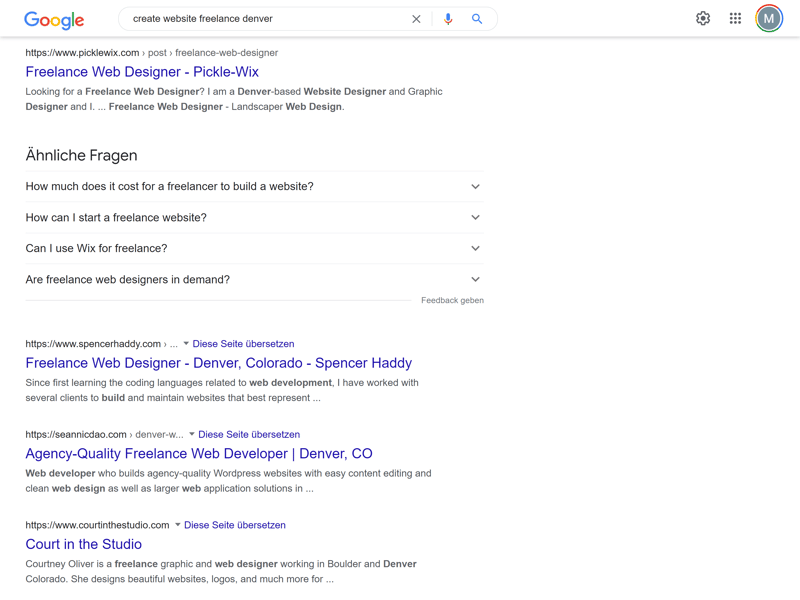 Google
create website freelance denver
M
https://www.picklewix.com › post › freelance-web-designer
Freelance Web Designer - Pickle-Wix
Looking for a Freelance Web Designer? I am a Denver-based Website Designer and Graphic
Designer and I. ... Freelance Web Designer - Landscaper Web Design.
Ähnliche Fragen
How much does it cost for a freelancer to build a website?
How can I start a freelance website?
Can I use Wix for freelance?
Are freelance web designers in demand?
Feedback geben
https://www.spencerhaddy.com › ... Diese Seite übersetzen
Freelance Web Designer - Denver, Colorado - Spencer Haddy
Since first learning the coding languages related to web development, I have worked with
several clients to build and maintain websites that best represent ...
https://seannicdao.com › denver-w... Diese Seite übersetzen
Agency-Quality Freelance Web Developer | Denver, CO
Web developer who builds agency-quality Wordpress websites with easy content editing and
clean web design as well as larger web application solutions in ...
https://www.courtinthestudio.com Diese Seite übersetzen
Court in the Studio
Courtney Oliver is a freelance graphic and web designer working in Boulder and Denver
Colorado. She designs beautiful websites, logos, and much more for ...